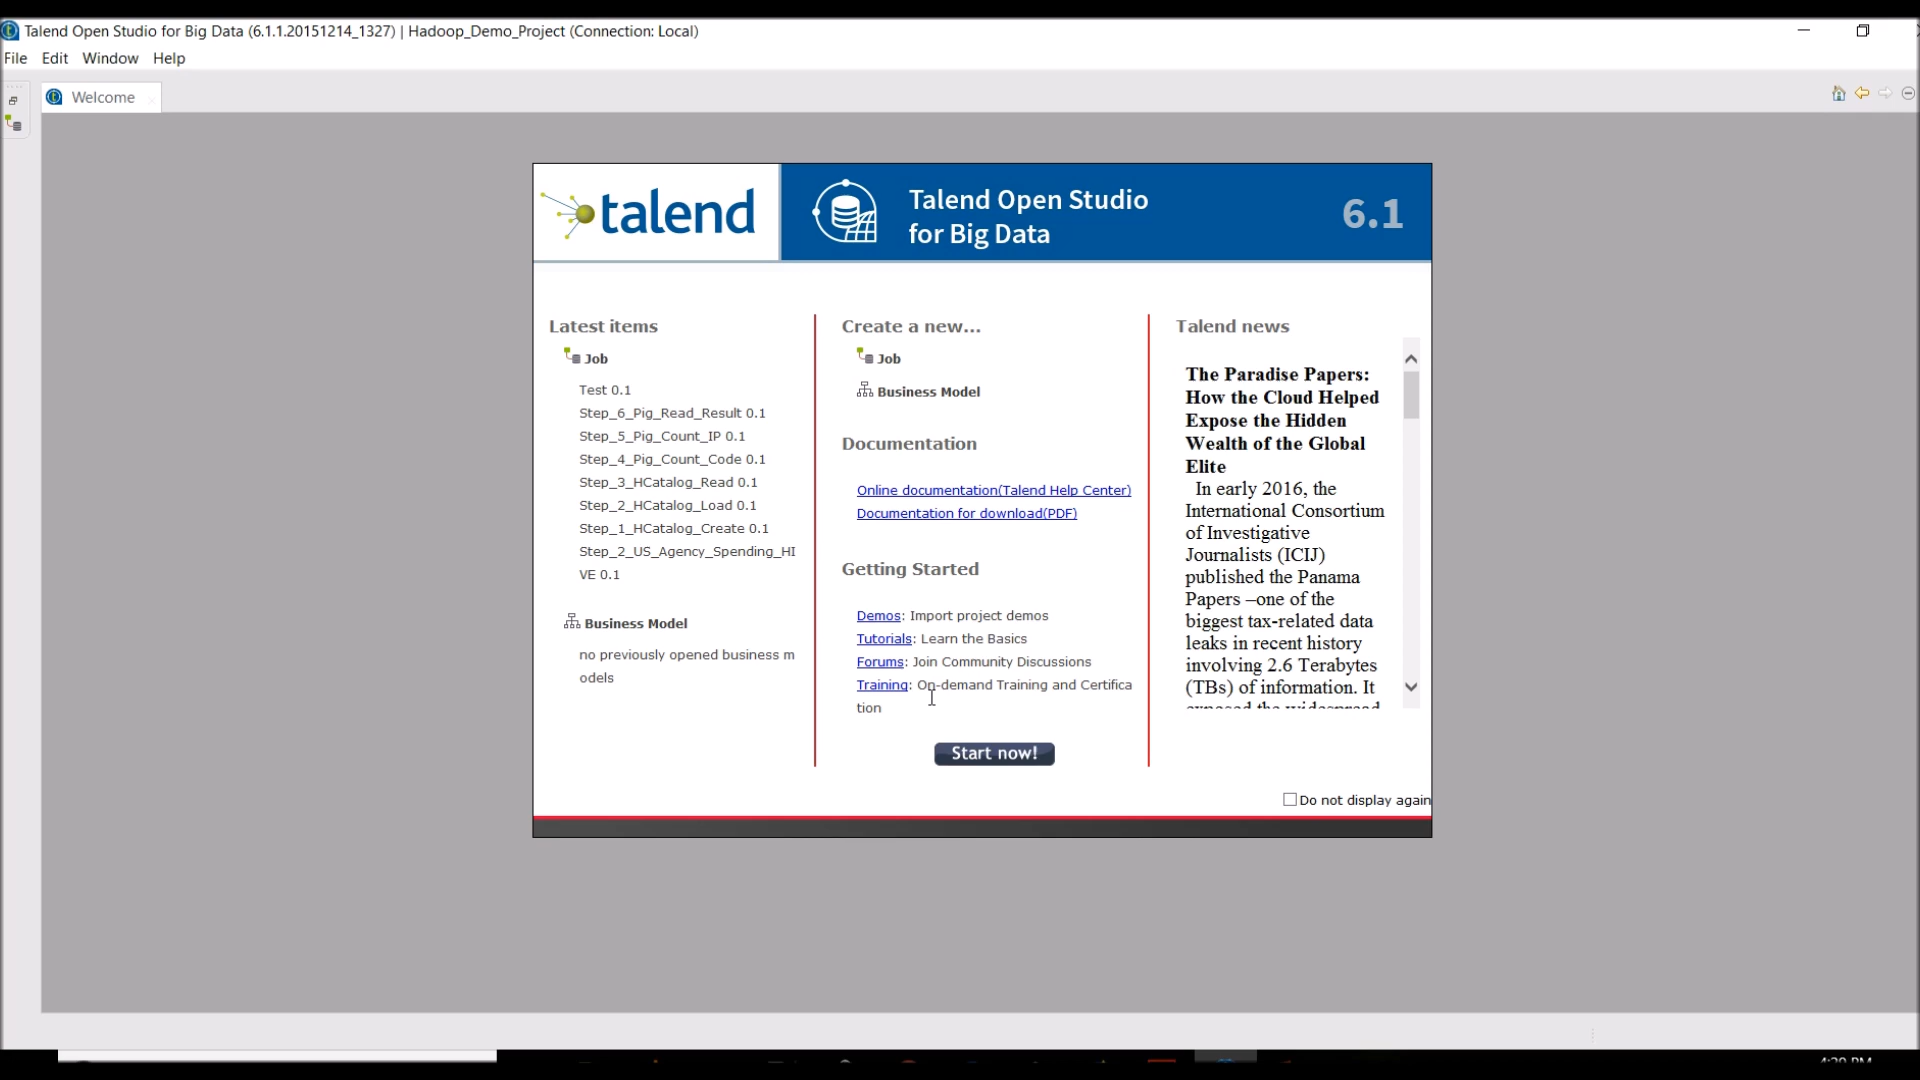 Talend Open Studio for Big Data (6.1.1.20151214_1327) | Hadoop_Demo_Project (Connection: Local)
File Edit Window Help
Welcome
talend
Talend Open Studio
for Big Data
6.1
Latest items
Job
Test 0.1
Step_6_Pig_Read_Result 0.1
Step_5_Pig_Count_IP 0.1
Step_4_Pig_Count_Code 0.1
Step_3_HCatalog_Read 0.1
Step_2_HCatalog_Load 0.1
Step_1_HCatalog_Create 0.1
Step_2_US_Agency_Spending_HI
VE 0.1
Business Model
no previously opened business m
odels
Create a new...
Job
Business Model
Documentation
Online documentation(Talend Help Center)
Documentation for download(PDF)
Getting Started
Demos: Import project demos
Tutorials: Learn the Basics
Forums: Join Community Discussions
Training: On-demand Training and Certifica
tion
Start now!
Talend news
The Paradise Papers:
How the Cloud Helped
Expose the Hidden
Wealth of the Global
Elite
In early 2016, the
International Consortium
of Investigative
Journalists (ICIJ)
published the Panama
Papers –one of the
biggest tax-related data
leaks in recent history
involving 2.6 Terabytes
(TBs) of information. It
exposed the widespread
Do not display again